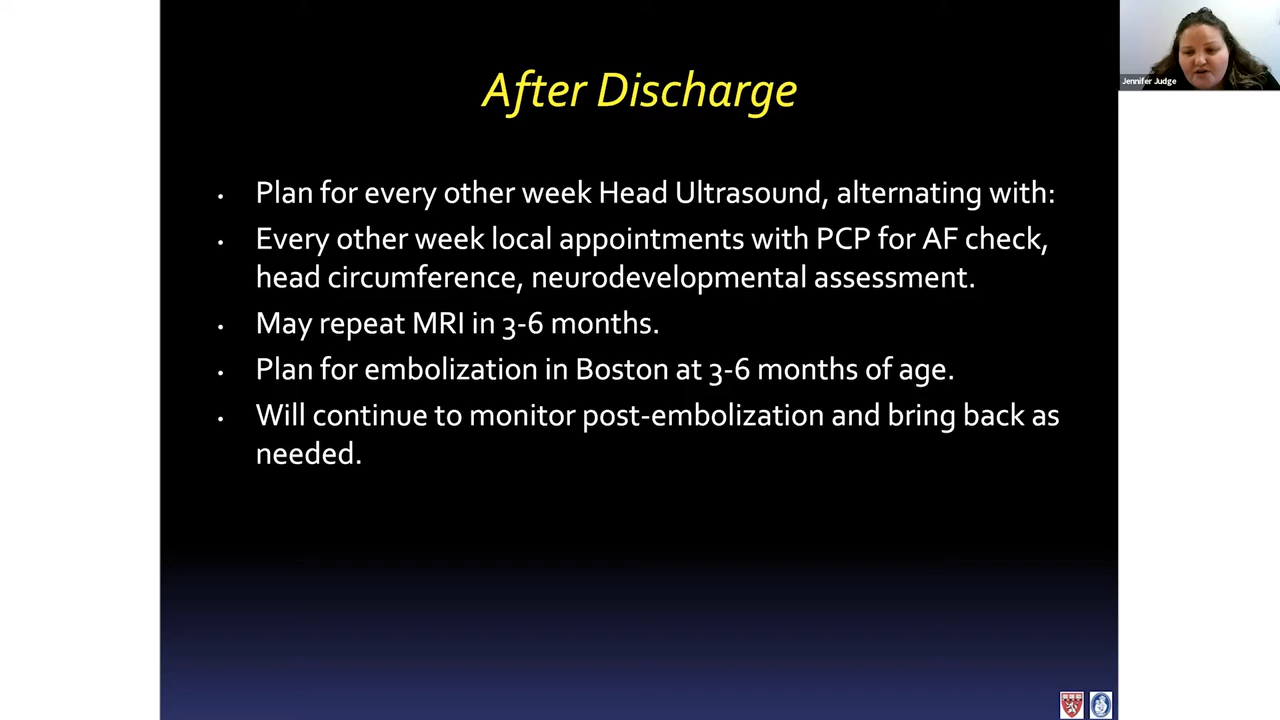 Jennifer Judge
After Discharge
• Plan for every other week Head Ultrasound, alternating with:
• Every other week local appointments with PCP for AF check,
head circumference, neurodevelopmental assessment.
• May repeat MRI in 3-6 months.
• Plan for embolization in Boston at 3-6 months of age.
• Will continue to monitor post-embolization and bring back as
needed.